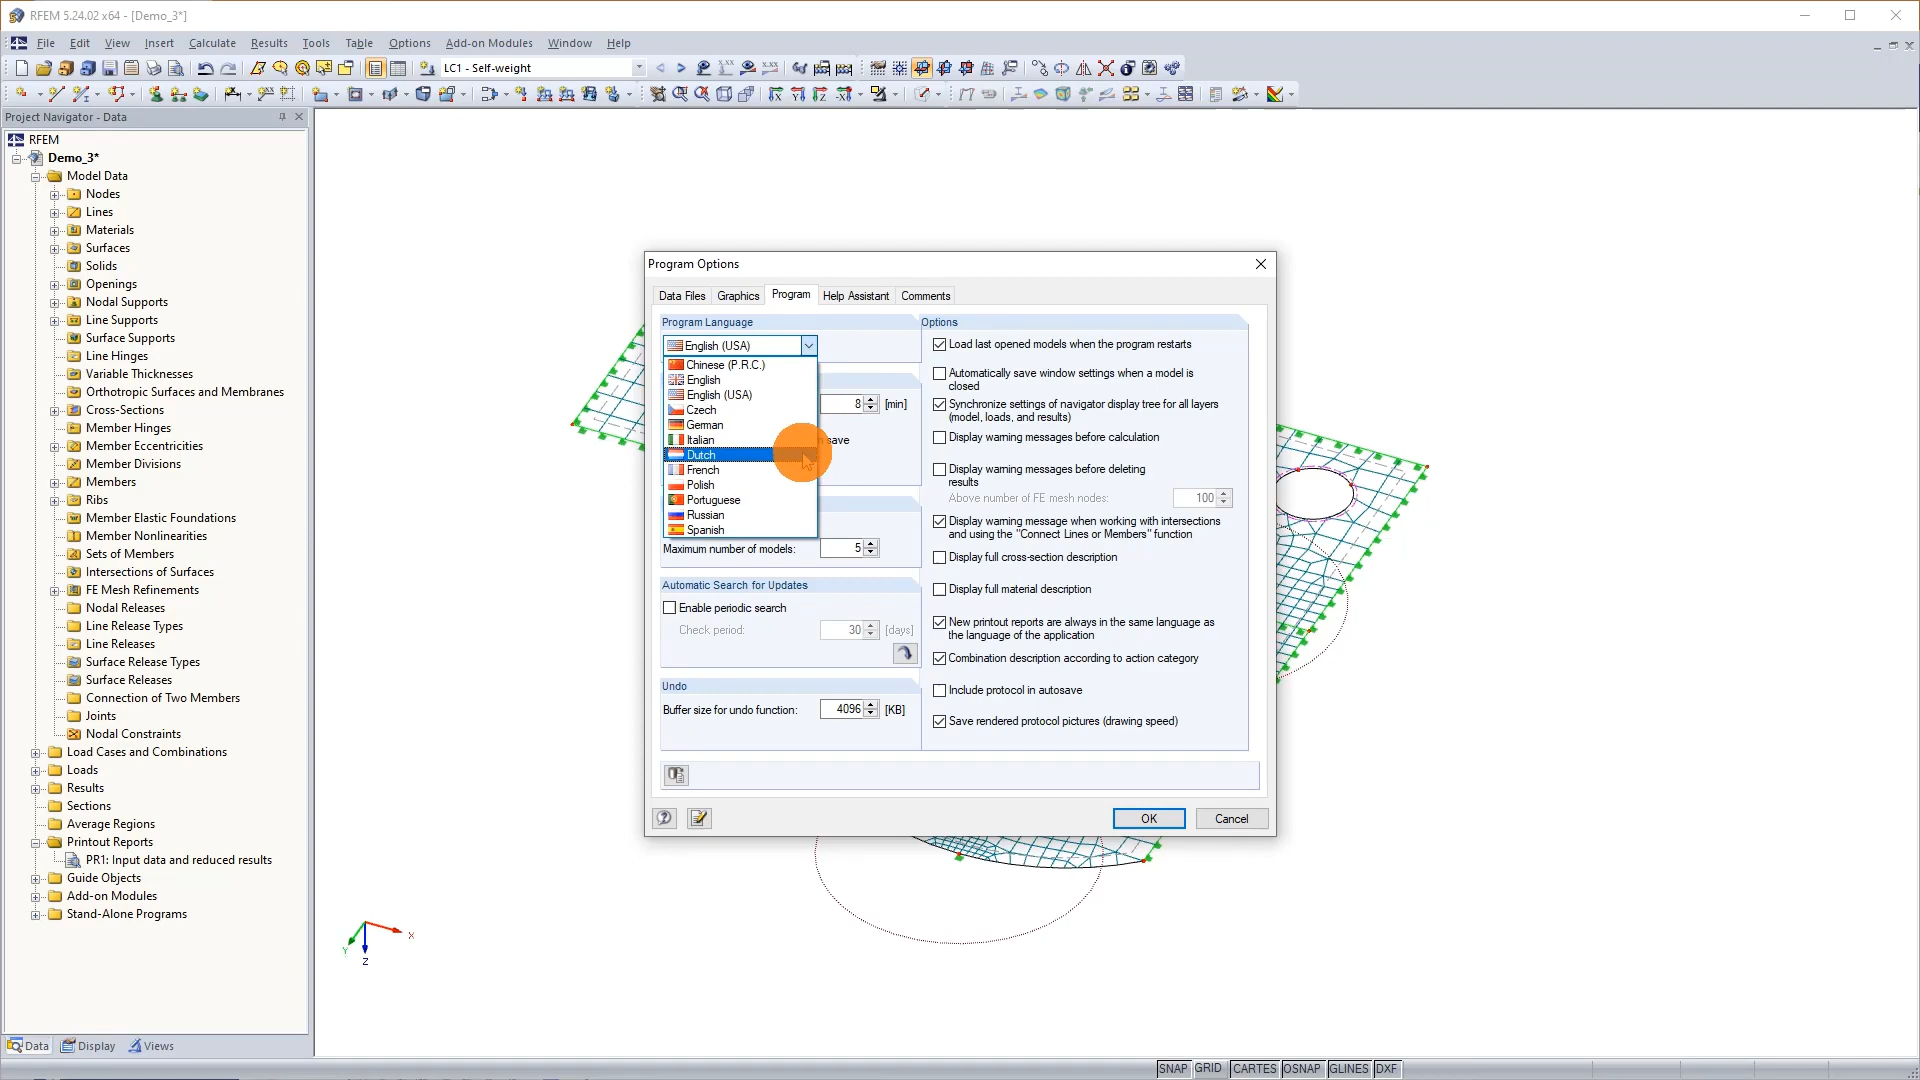 RFEM 5.24.02 x64 - [Demo_3*]
File Edit View Insert Calculate Results Tools Table Options Add-on Modules Window Help
LC1 - Self-weight
Project Navigator - Data
RFEM
Demo_3*
Model Data
Nodes
Lines
Materials
Surfaces
Solids
Openings
Nodal Supports
Line Supports
Surface Supports
Line Hinges
Variable Thicknesses
Orthotropic Surfaces and Membranes
Cross-Sections
Member Hinges
Member Eccentricities
Member Divisions
Members
Ribs
Member Elastic Foundations
Member Nonlinearities
Sets of Members
Intersections of Surfaces
FE Mesh Refinements
Nodal Releases
Line Release Types
Line Releases
Surface Release Types
Surface Releases
Connection of Two Members
Joints
Nodal Constraints
Load Cases and Combinations
Loads
Results
Sections
Average Regions
Printout Reports
PR1: Input data and reduced results
Guide Objects
Add-on Modules
Stand-Alone Programs
Data Display Views
X
Y
Z
Program Options
Data Files Graphics Program Help Assistant Comments
Program Language
English (USA)
Chinese (P.R.C.)
English
English (USA)
Czech
German
Italian
Dutch
French
Polish
Portuguese
Russian
Spanish
8 [min]
save
Maximum number of models: 5
Automatic Search for Updates
Enable periodic search
Check period: 30 [days]
Undo
Buffer size for undo function: 4096 [KB]
Options
Load last opened models when the program restarts
Automatically save window settings when a model is
closed
Synchronize settings of navigator display tree for all layers
(model, loads, and results)
Display warning messages before calculation
Display warning messages before deleting
results
Above number of FE mesh nodes: 100
Display warning message when working with intersections
and using the "Connect Lines or Members" function
Display full cross-section description
Display full material description
New printout reports are always in the same language as
the language of the application
Combination description according to action category
Include protocol in autosave
Save rendered protocol pictures (drawing speed)
OK Cancel
SNAP GRID CARTES OSNAP GLINES DXF